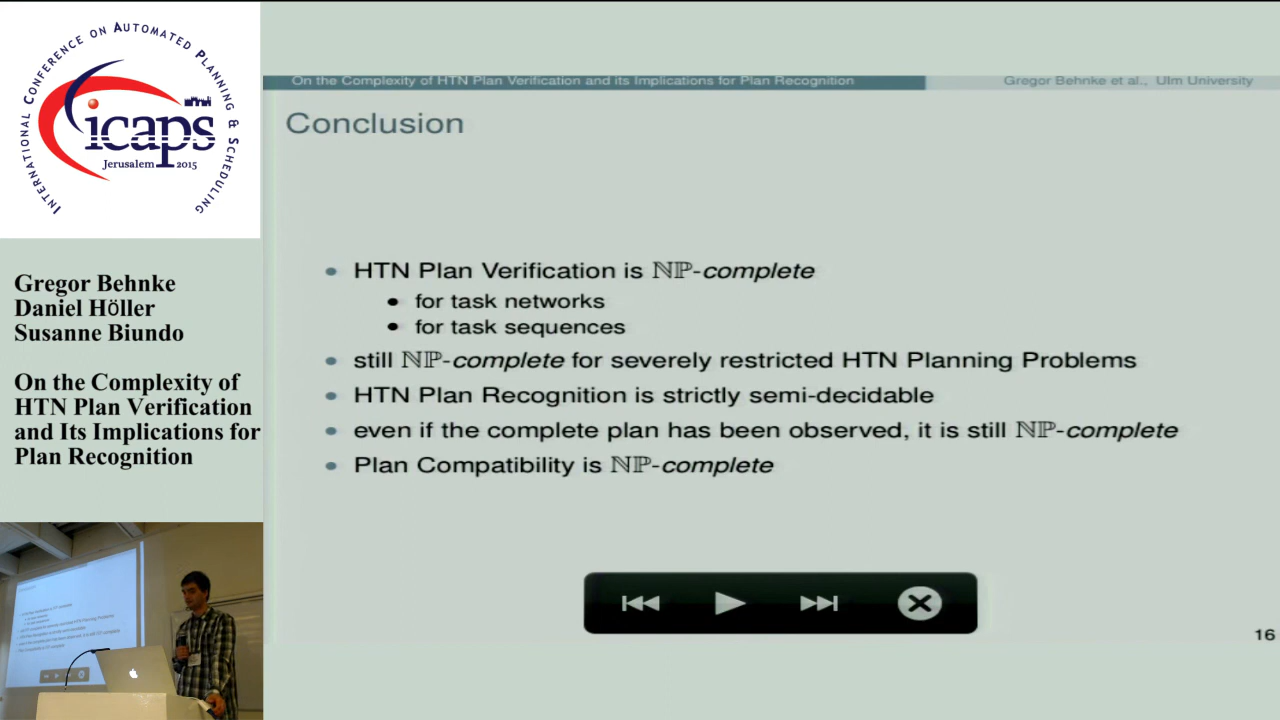 INTERNATIONAL CONFERENCE ON AUTOMATED PLANNING & SCHEDULING
icaps
Jerusalem 2015
Gregor Behnke
Daniel Höller
Susanne Biundo
On the Complexity of
HTN Plan Verification
and Its Implications for
Plan Recognition
On the Complexity of HTN Plan Verification and its Implications for Plan Recognition
Gregor Behnke et al., Ulm University
Conclusion
• HTN Plan Verification is ℕℙ-complete
• for task networks
• for task sequences
• still ℕℙ-complete for severely restricted HTN Planning Problems
• HTN Plan Recognition is strictly semi-decidable
• even if the complete plan has been observed, it is still ℕℙ-complete
• Plan Compatibility is ℕℙ-complete
16